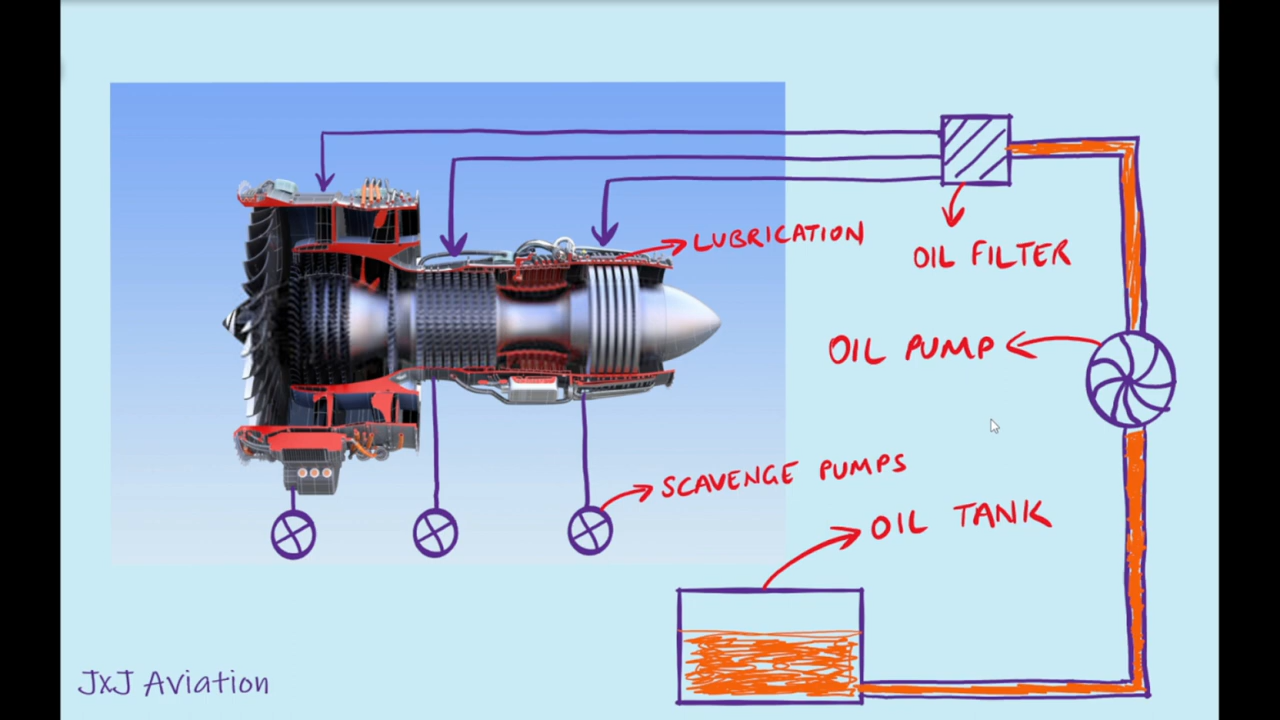 LUBRICATION
OIL FILTER
OIL PUMP
SCAVENGE PUMPS
OIL TANK
JxJ Aviation